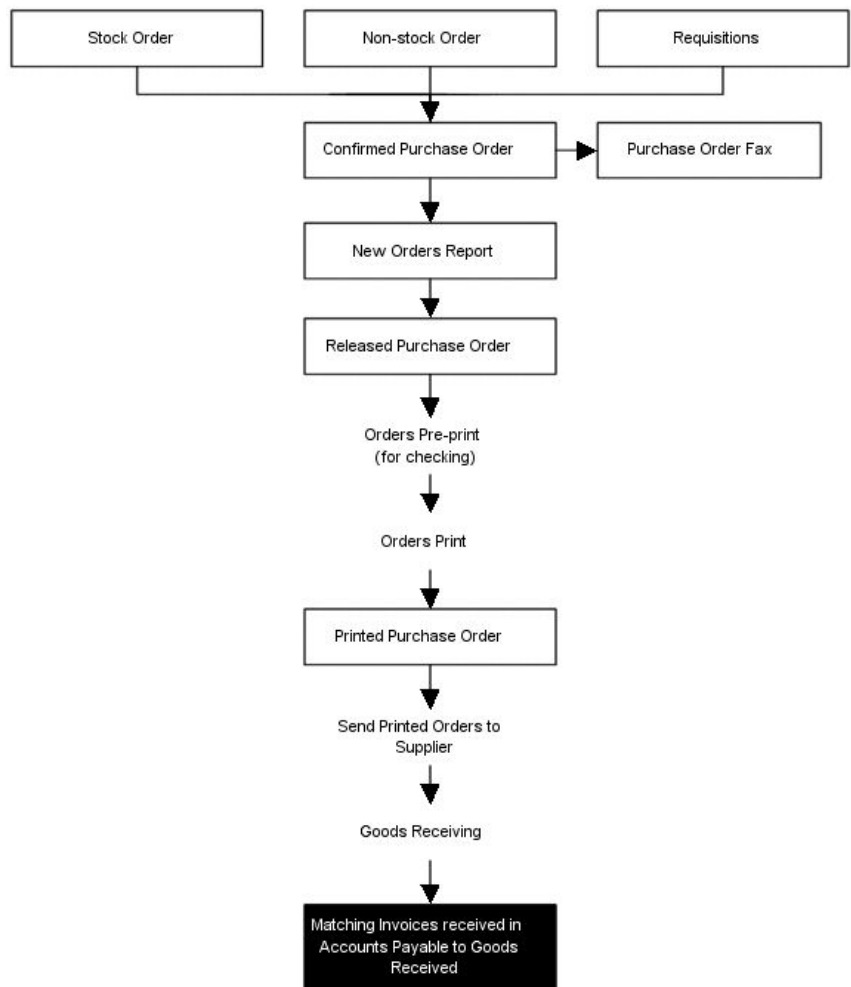 Stock Order
Non-stock Order
Requisitions
Confirmed Purchase Order
Purchase Order Fax
New Orders Report
Released Purchase Order
Orders Pre-print
(for checking)
Orders Print
Printed Purchase Order
Send Printed Orders to
Supplier
Goods Receiving
Matching Invoices received in
Accounts Payable to Goods
Received